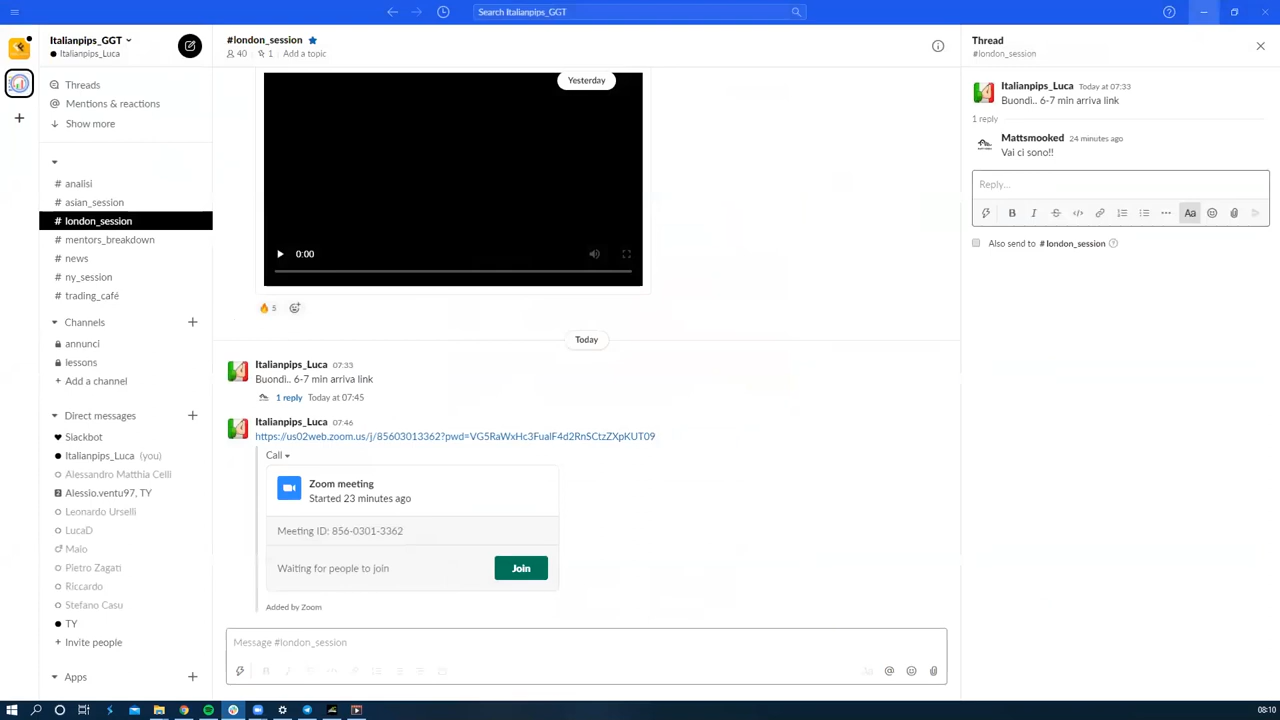 Search Italianpips_GGT
Italianpips_GGT
Italianpips_Luca
Threads
Mentions & reactions
Show more
# analisi
# asian_session
# london_session
# mentors_breakdown
# news
# ny_session
# trading_café
Channels
annunci
lessons
+ Add a channel
Direct messages
Slackbot
Italianpips_Luca (you)
Alessandro Matthia Celli
2 Alessio.ventu97, TY
Leonardo Urselli
LucaD
Malo
Pietro Zagati
Riccardo
Stefano Casu
TY
+ Invite people
Apps
#london_session
40
1
Add a topic
Yesterday
0:00
5
Today
Italianpips_Luca 07:33
Buondi.. 6-7 min arriva link
1 reply Today at 07:45
Italianpips_Luca 07:46
https://us02web.zoom.us/j/85603013362?pwd=VG5RaWxHc3FualF4d2RnSCtzZXpKUT09
Call
Zoom meeting
Started 23 minutes ago
Meeting ID: 856-0301-3362
Waiting for people to join
Join
Added by Zoom
Message #london_session
Thread
#london_session
Italianpips_Luca Today at 07:33
Buondi.. 6-7 min arriva link
1 reply
Mattsmooked 24 minutes ago
Vai ci sono!!
Reply...
Also send to # london_session
08:10